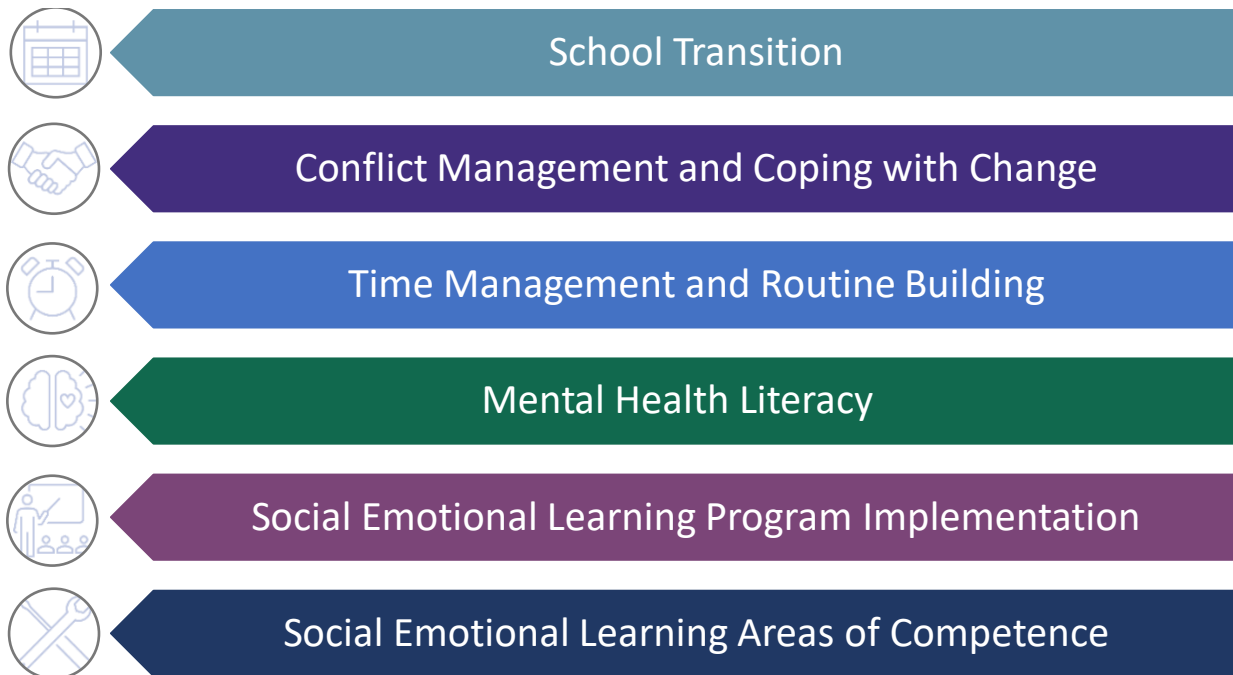 School Transition
Conflict Management and Coping with Change
Time Management and Routine Building
Mental Health Literacy
Social Emotional Learning Program Implementation
Social Emotional Learning Areas of Competence